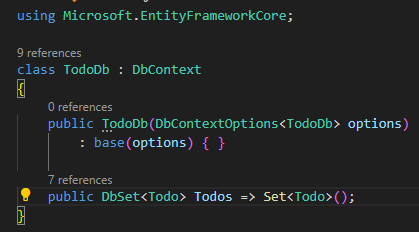 using Microsoft.EntityFrameworkCore;
9 references
class TodoDb : DbContext
{
0 references
public TodoDb(DbContextOptions<TodoDb> options)
: base(options) { }
7 references
public DbSet<Todo> Todos => Set<Todo>();
}